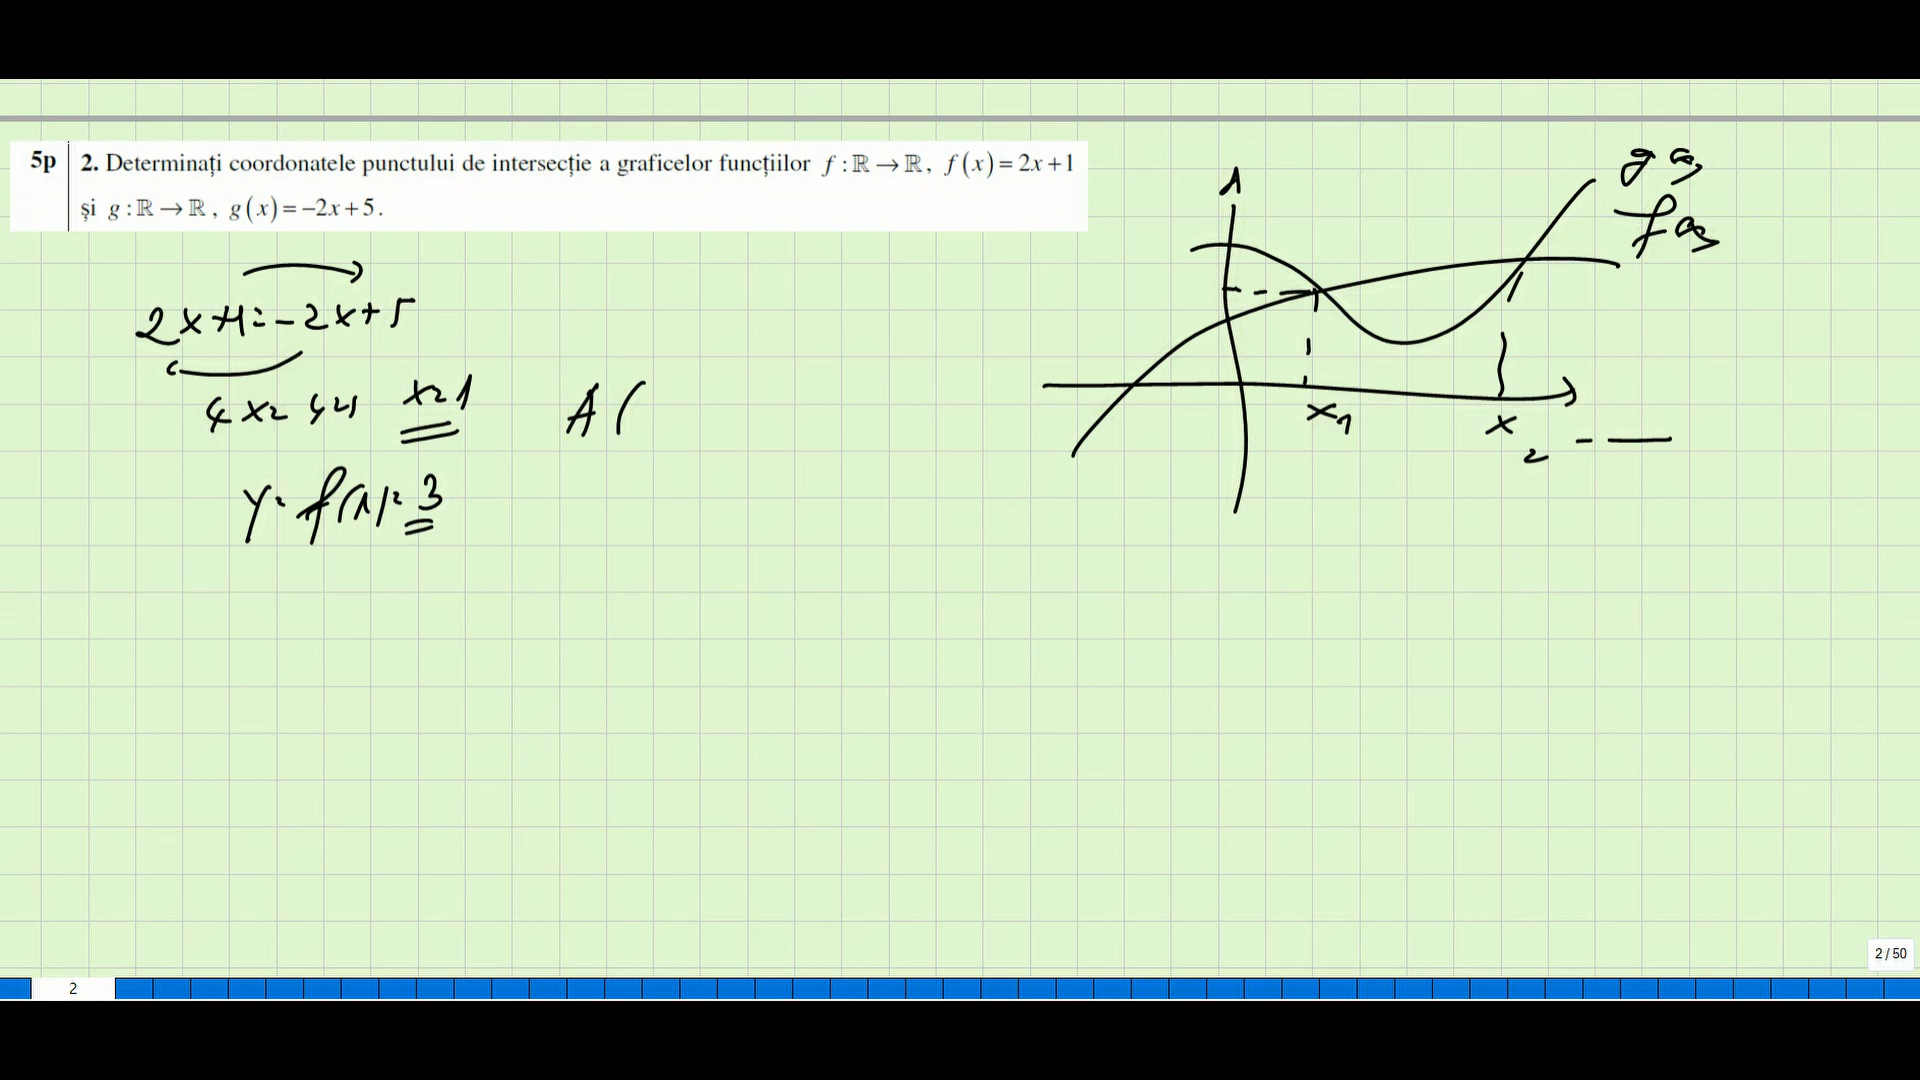 5p 2. Determinați coordonatele punctului de intersecție a graficelor funcțiilor f : ℝ → ℝ, f(x) = 2x+1
și g : ℝ → ℝ, g(x) = −2x+5.
2x+1=-2x+5
4x=4
x=1
A(
y=f(1)=3
x₁
x₂
2 / 50
2